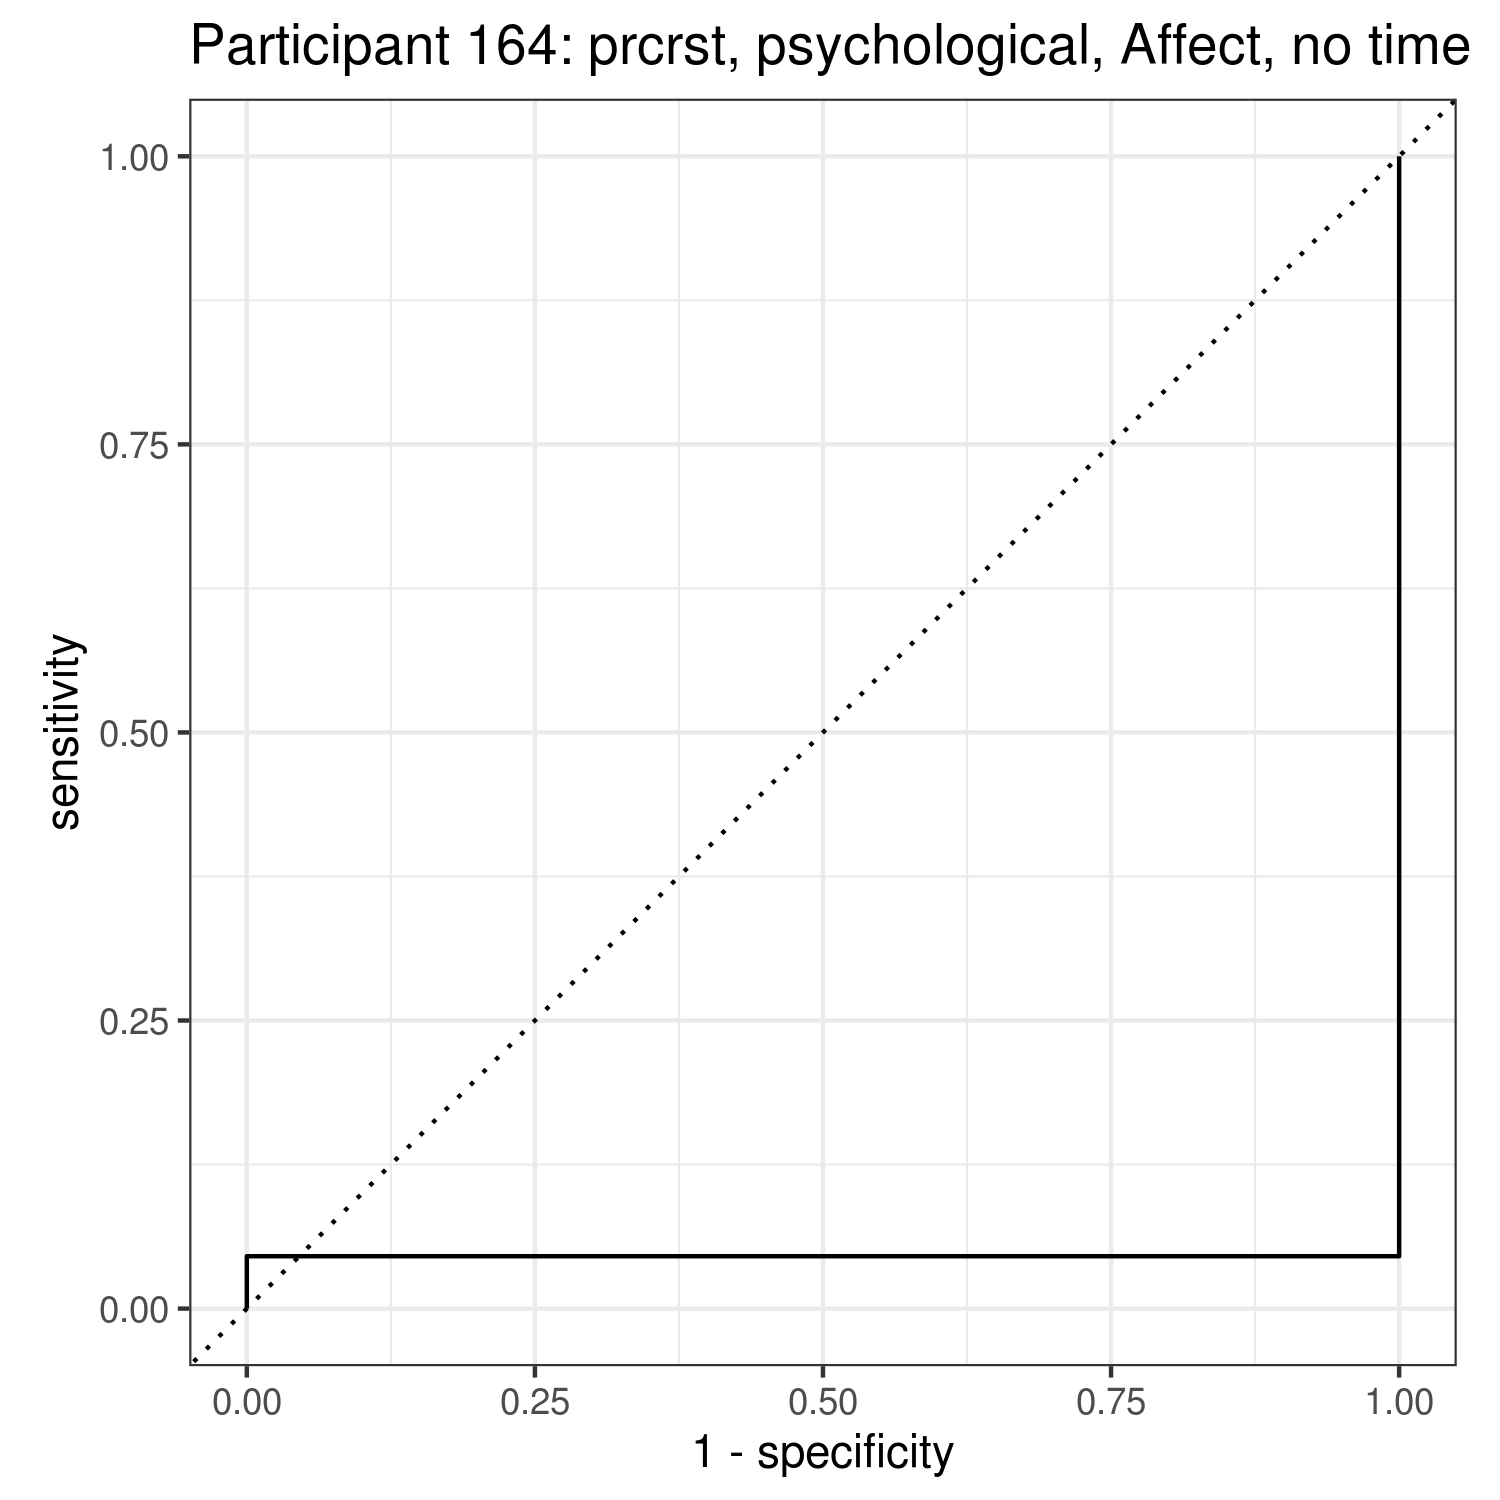 Participant 164: prcrst, psychological, Affect, no time
1.00
0.75
0.50
0.25
0.00
sensitivity
0.00 0.25 0.50 0.75 1.00
1 - specificity